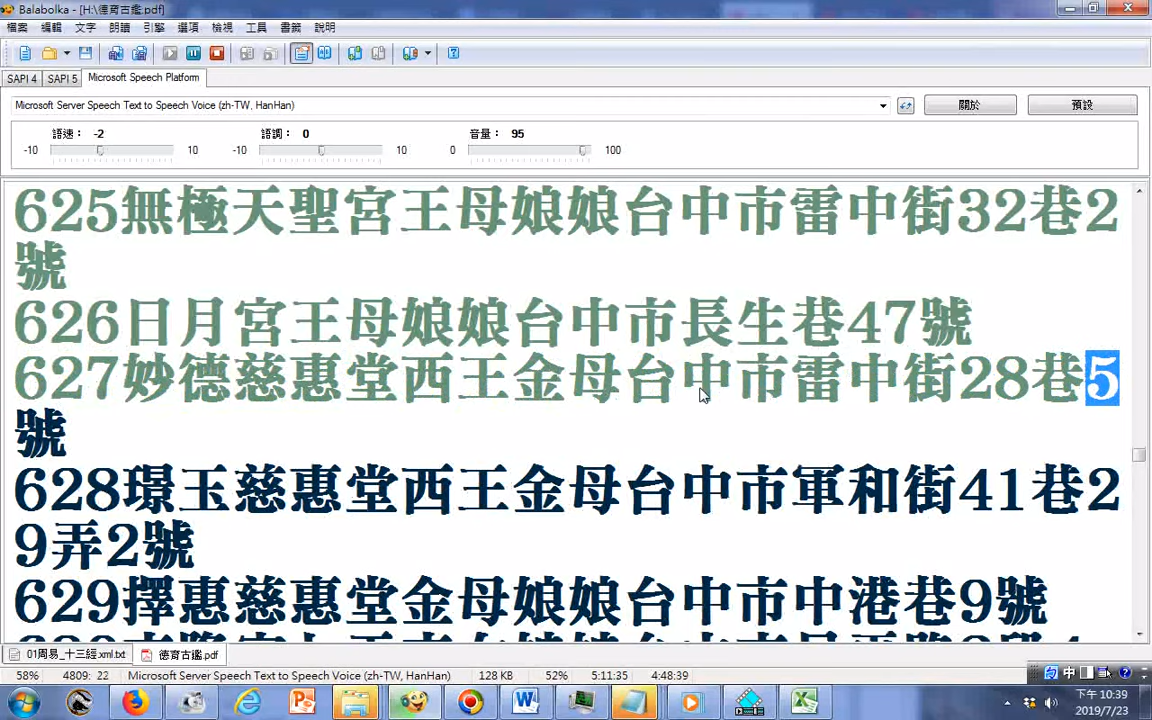 Balabolka - [H:\德育古鑑.pdf]
檔案 編輯 文字 朗讀 引擎 選項 檢視 工具 書籤 說明
SAPI 4 SAPI 5 Microsoft Speech Platform
Microsoft Server Speech Text to Speech Voice (zh-TW, HanHan) 關於 預設
語速： -2 語調： 0 音量： 95
-10 10 -10 10 0 100
625無極天聖宮王母娘娘台中市雷中街32巷2
號
626日月宮王母娘娘台中市長生巷47號
627妙德慈惠堂西王金母台中市雷中街28巷5
號
628環玉慈惠堂西王金母台中市軍和街41巷2
9弄2號
629擇惠慈惠堂金母娘娘台中市中港巷9號
01周易_十三經.xml.txt 德育古鑑.pdf
58% 4809: 22 Microsoft Server Speech Text to Speech Voice (zh-TW, HanHan) 128 KB 52% 5:11:35 4:48:39
中
下午 10:39
2019/7/23